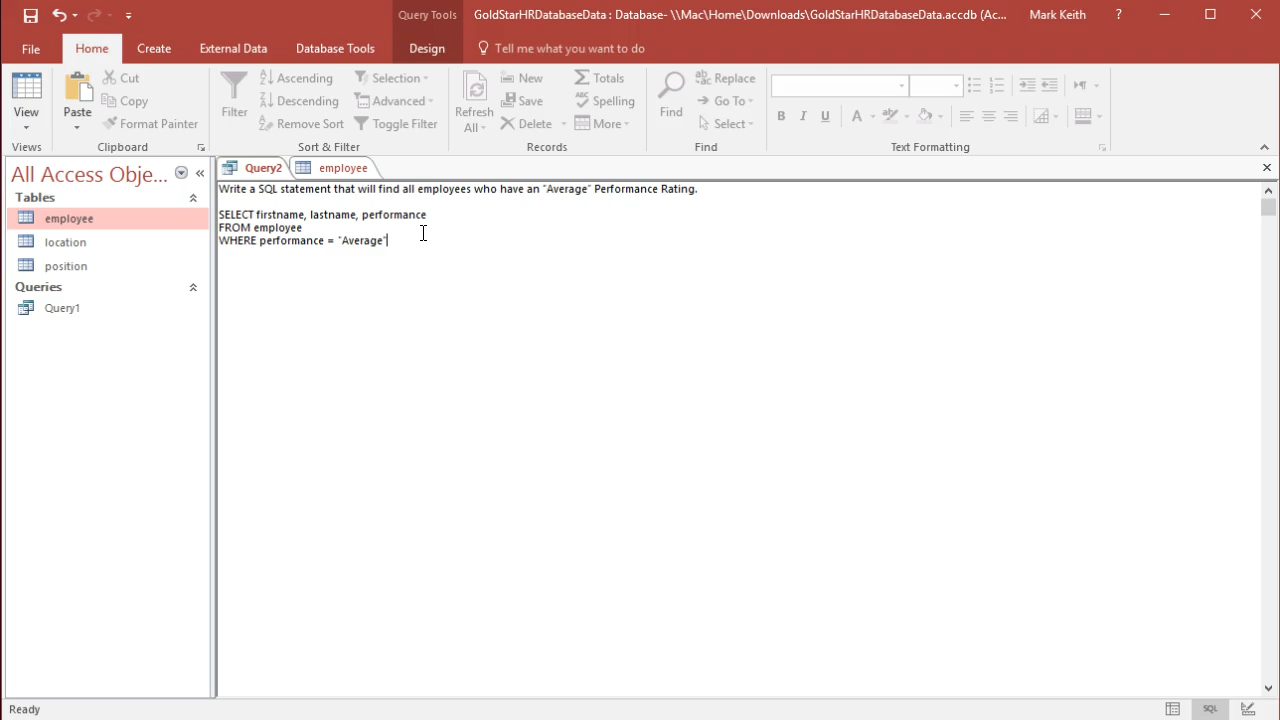 Query Tools
GoldStarHRDatabaseData : Database- \\Mac\Home\Downloads\GoldStarHRDatabaseData.accdb (Ac...
Mark Keith
?
File
Home
Create
External Data
Database Tools
Design
Tell me what you want to do
View
Views
Paste
Cut
Copy
Format Painter
Clipboard
Filter
Ascending
Descending
Remove Sort
Selection
Advanced
Toggle Filter
Sort & Filter
Refresh All
New
Save
Delete
Totals
Spelling
More
Records
Find
Replace
Go To
Select
Find
B I U A
Text Formatting
All Access Obje...
Tables
employee
location
position
Queries
Query1
Query2
employee
Write a SQL statement that will find all employees who have an "Average" Performance Rating.
SELECT firstname, lastname, performance
FROM employee
WHERE performance = "Average"
Ready
SQL